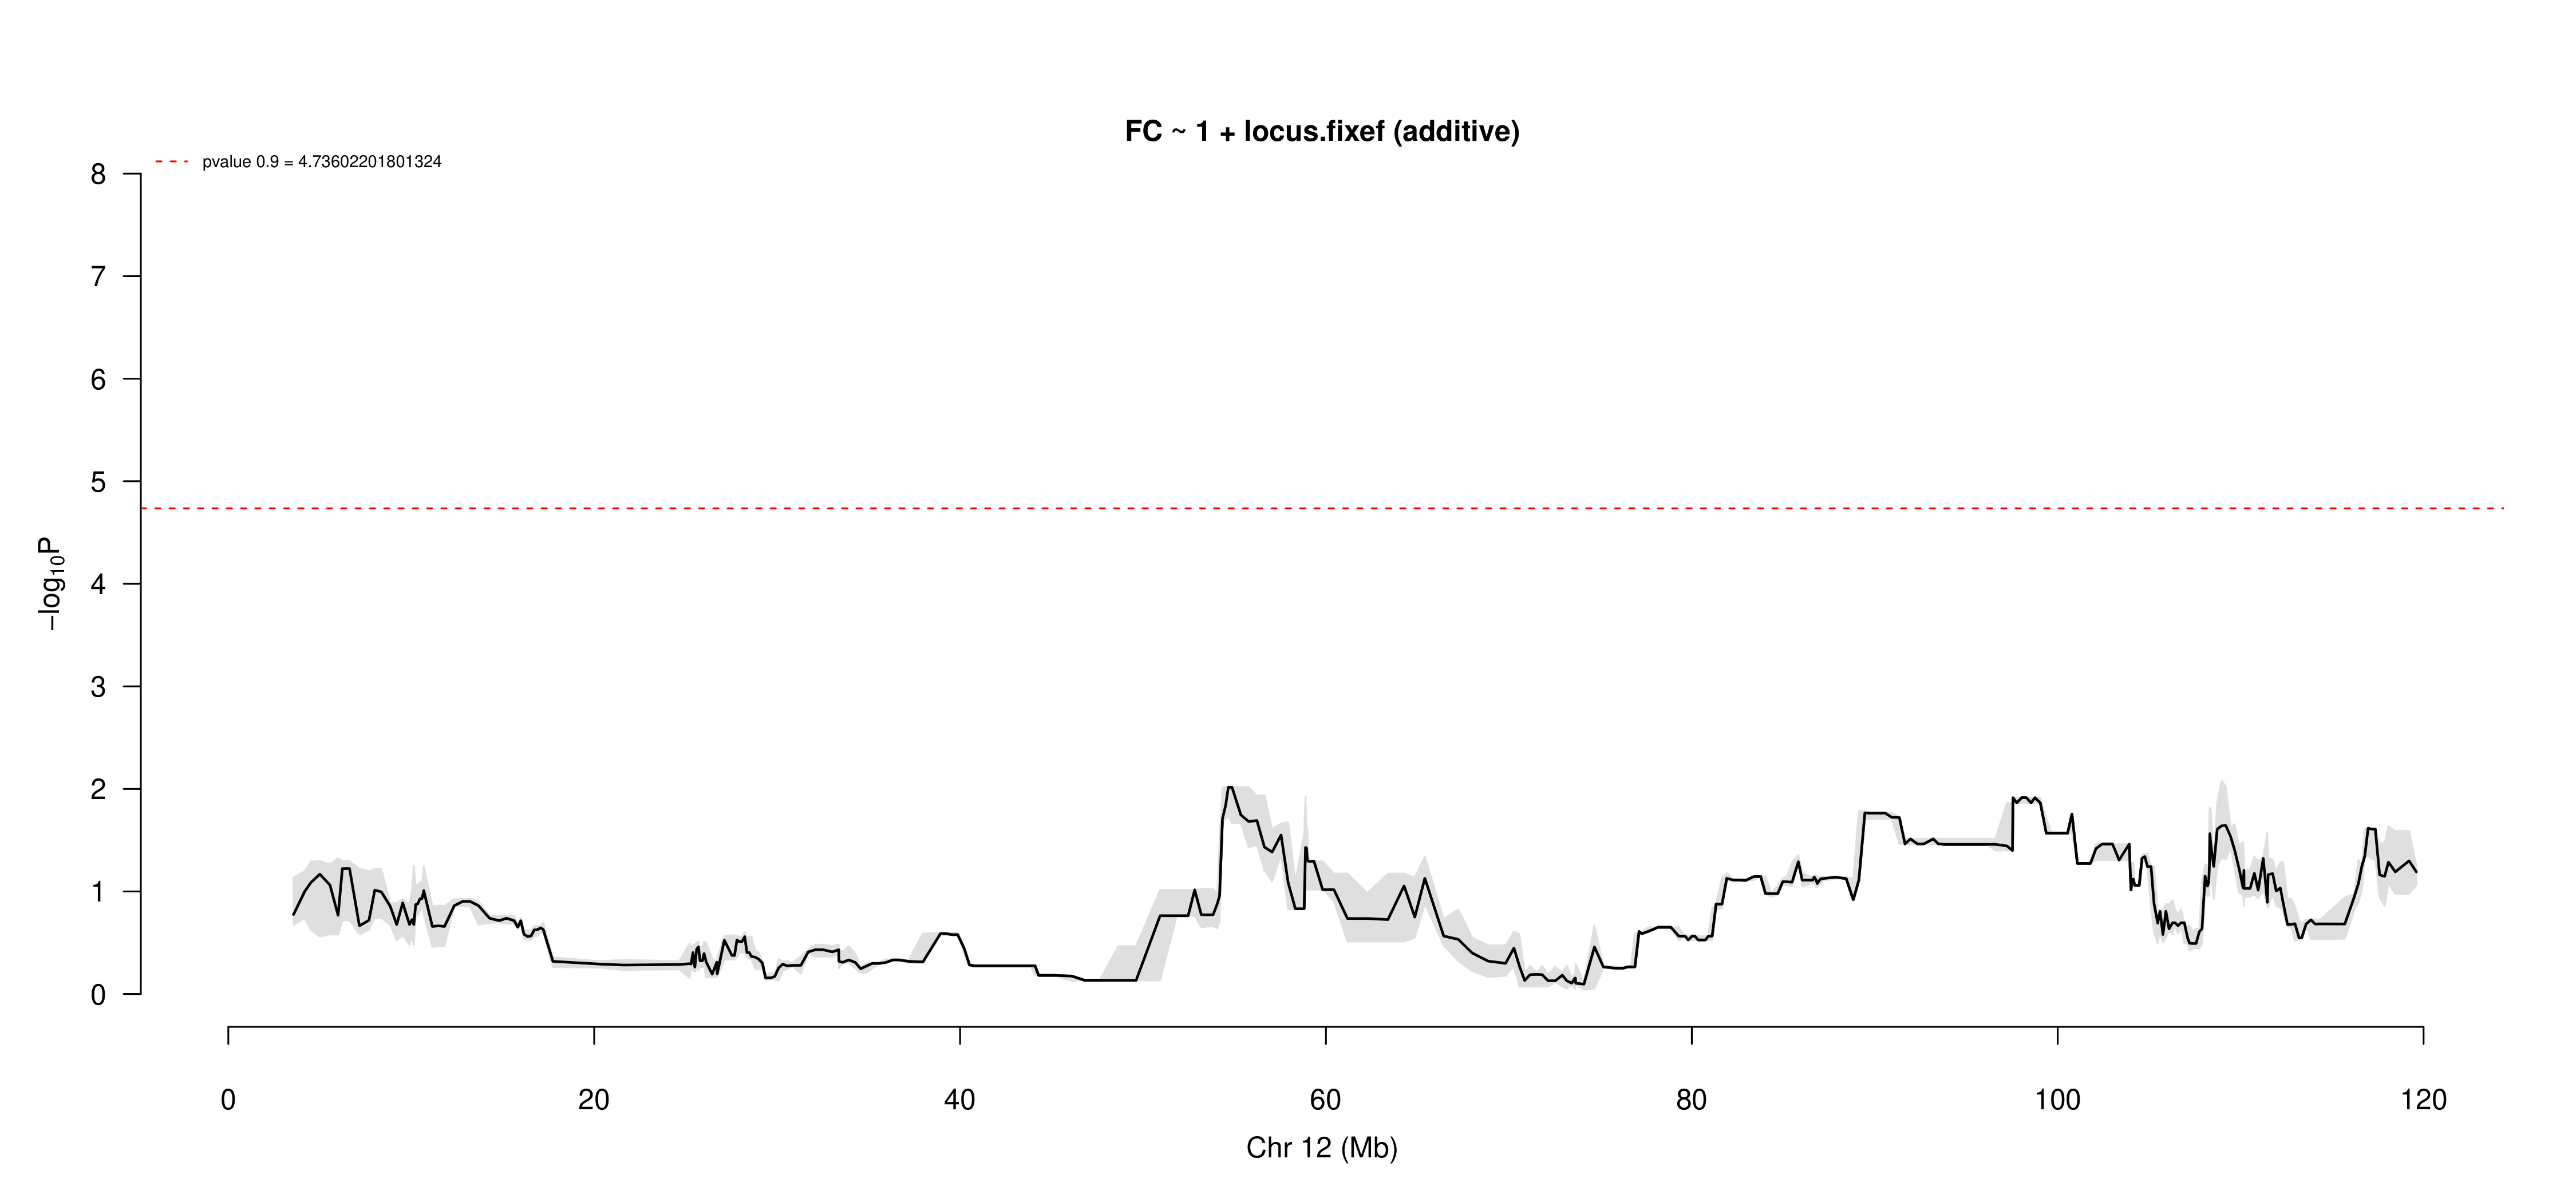 FC ~ 1 + locus.fixef (additive)
pvalue 0.9 = 4.73602201801324
8
7
6
5
4
3
2
1
0
−log10P
0 20 40 60 80 100 120
Chr 12 (Mb)